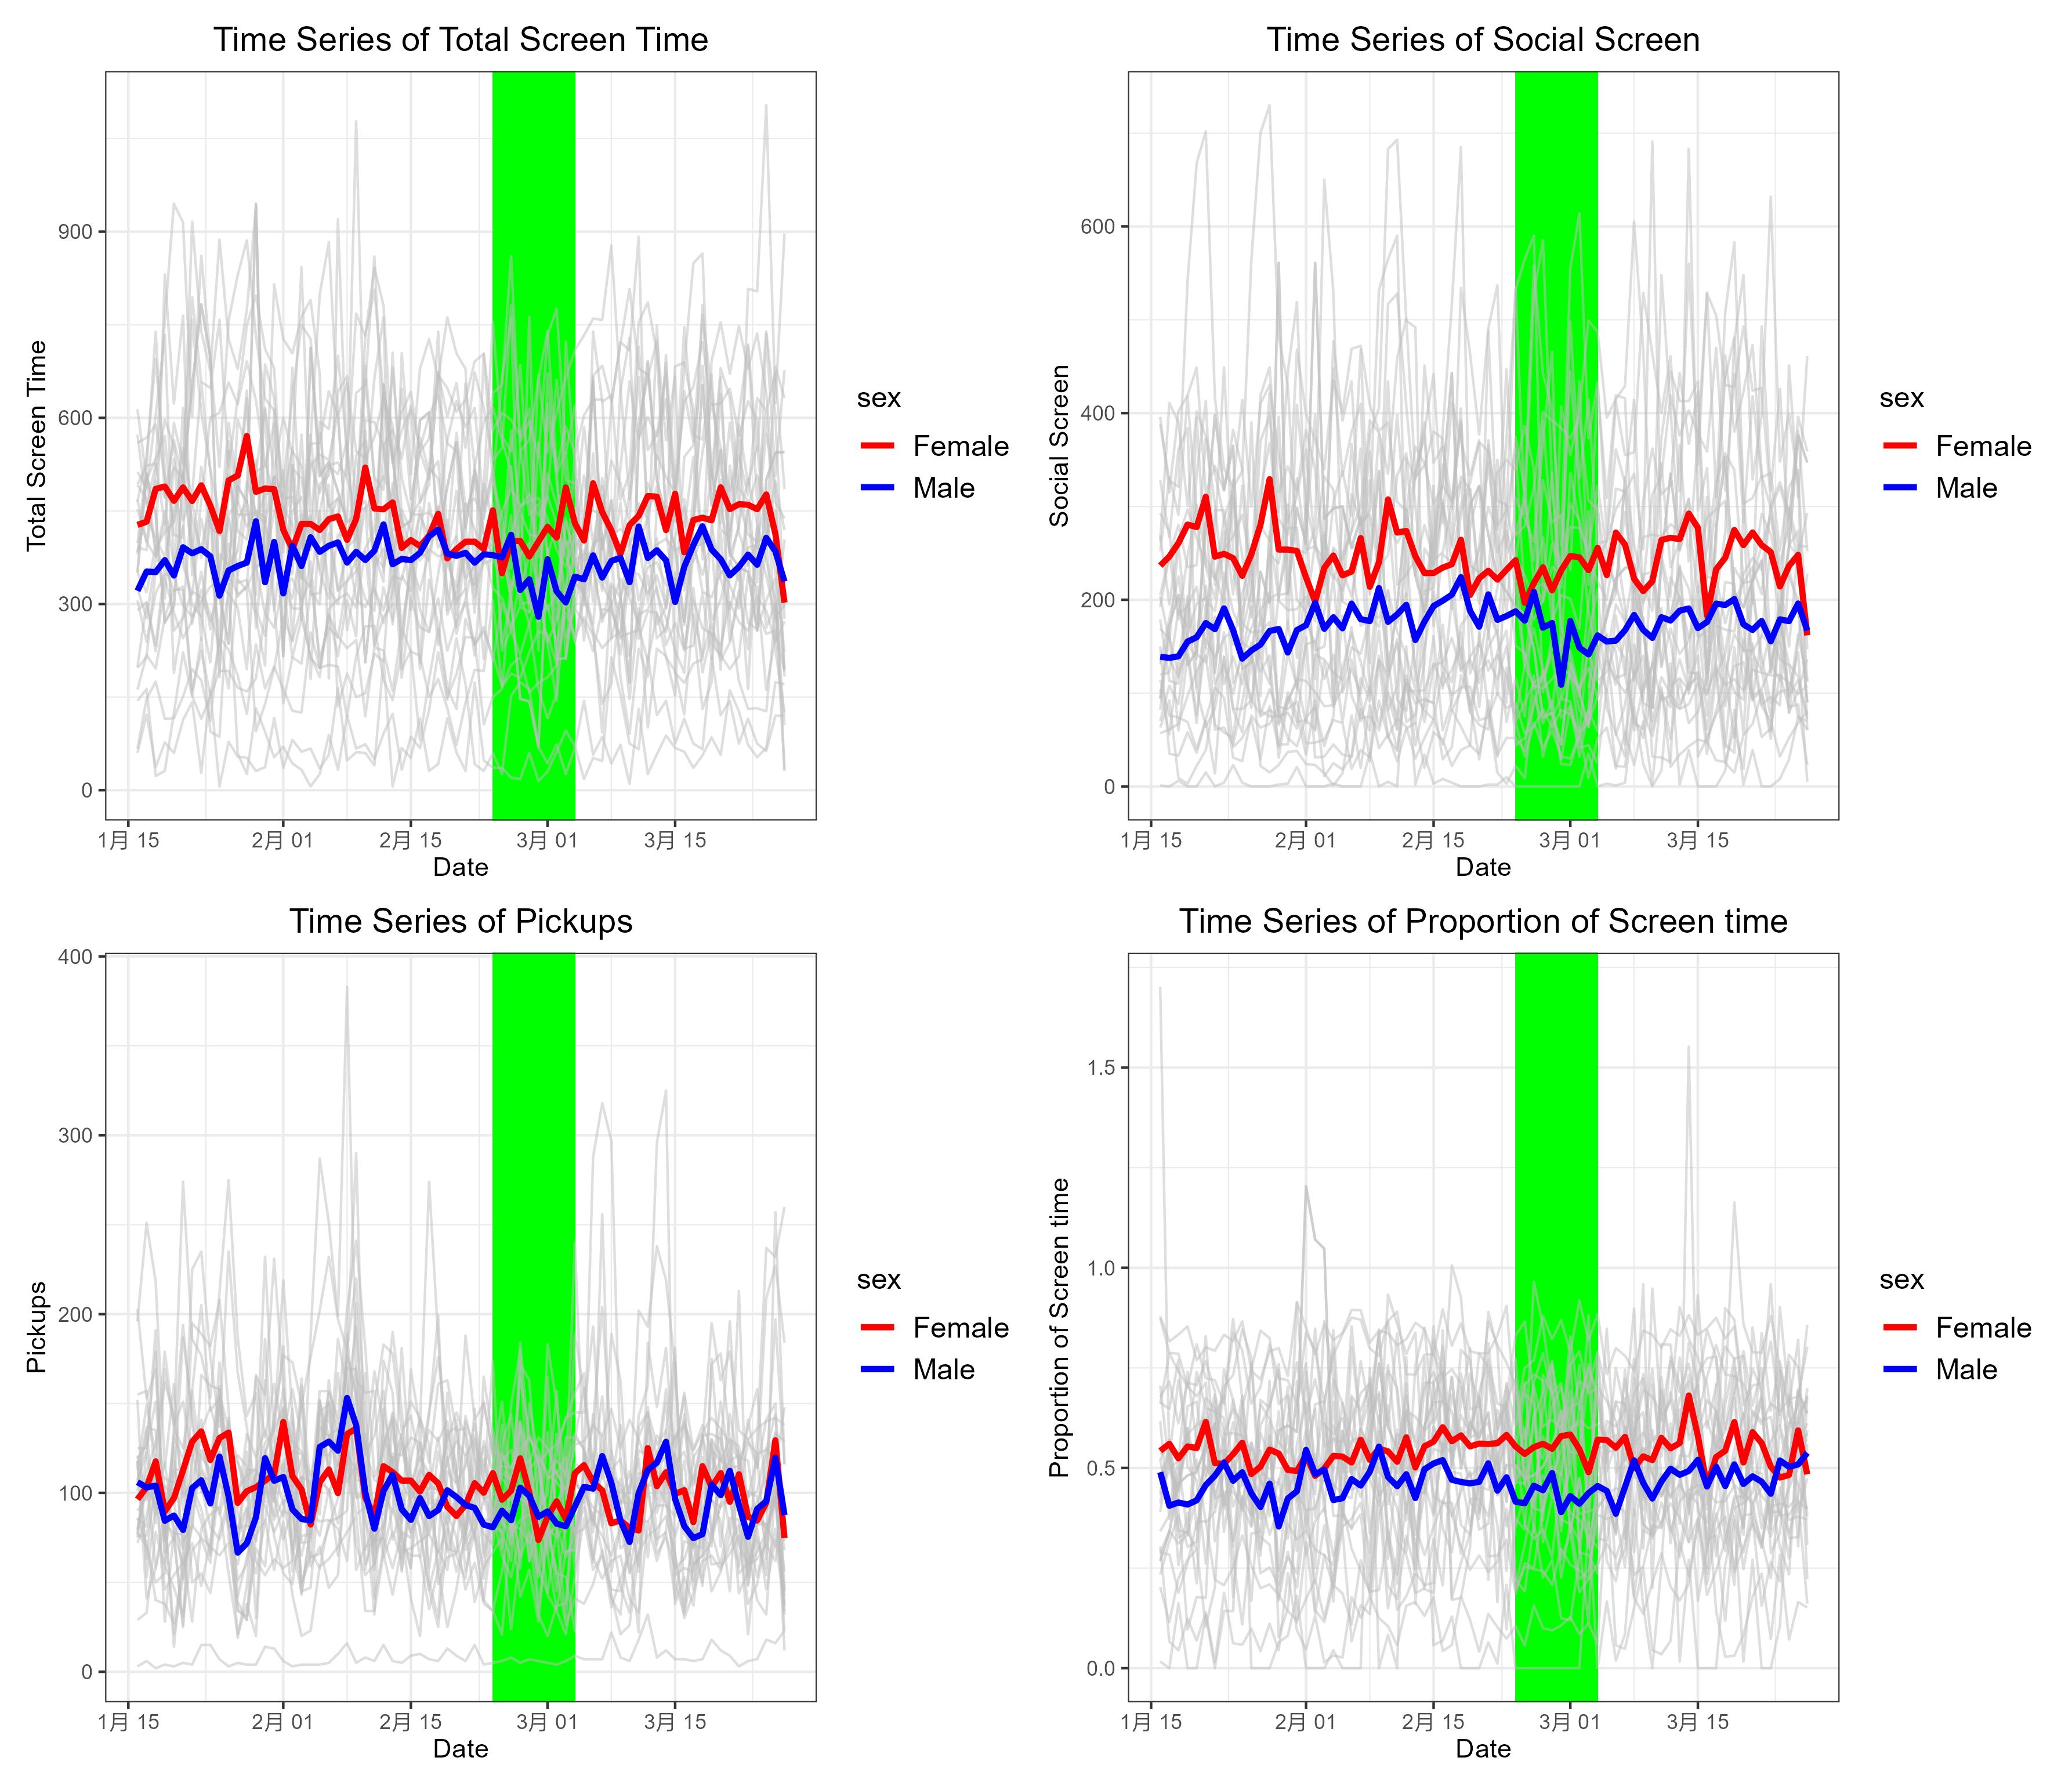 Time Series of Total Screen Time
Total Screen Time
900
600
300
0
1月 15
2月 01
2月 15
3月 01
3月 15
Date
sex
Female
Male
Time Series of Social Screen
Social Screen
600
400
200
0
1月 15
2月 01
2月 15
3月 01
3月 15
Date
sex
Female
Male
Time Series of Pickups
Pickups
400
300
200
100
0
1月 15
2月 01
2月 15
3月 01
3月 15
Date
sex
Female
Male
Time Series of Proportion of Screen time
Proportion of Screen time
1.5
1.0
0.5
0.0
1月 15
2月 01
2月 15
3月 01
3月 15
Date
sex
Female
Male